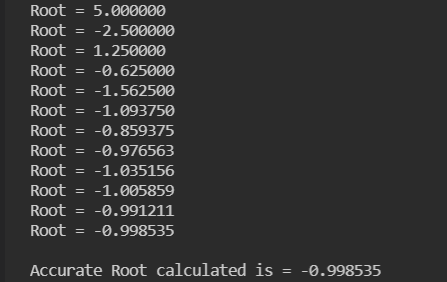 Root = 5.000000
Root = -2.500000
Root = 1.250000
Root = -0.625000
Root = -1.562500
Root = -1.093750
Root = -0.859375
Root = -0.976563
Root = -1.035156
Root = -1.005859
Root = -0.991211
Root = -0.998535
Accurate Root calculated is = -0.998535